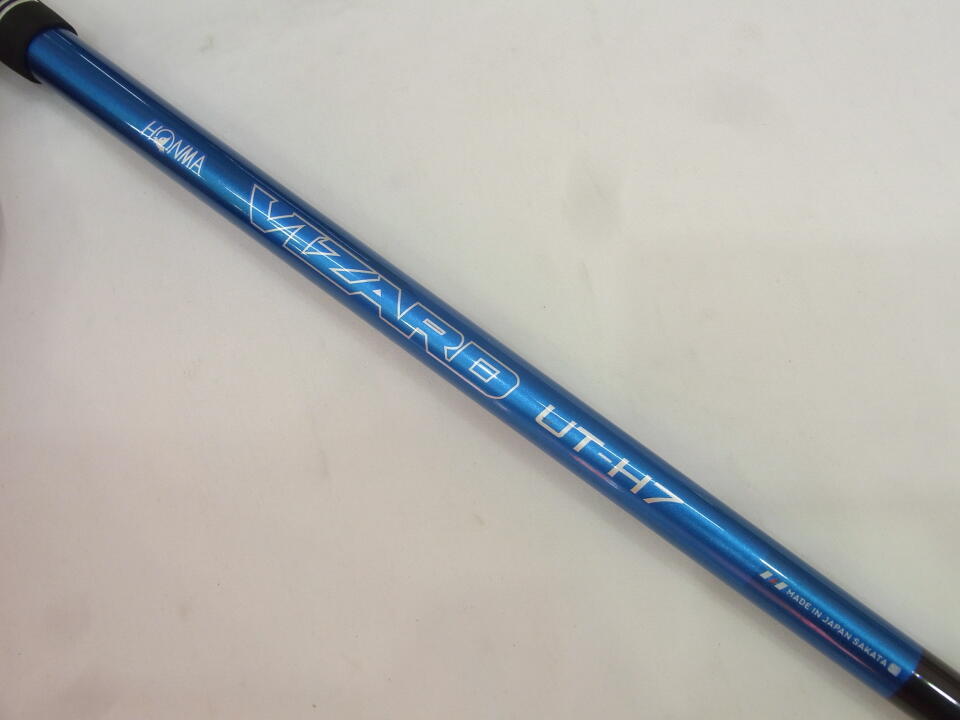 HONMA
VIZARD
UT-H7
MADE IN JAPAN SAKATA